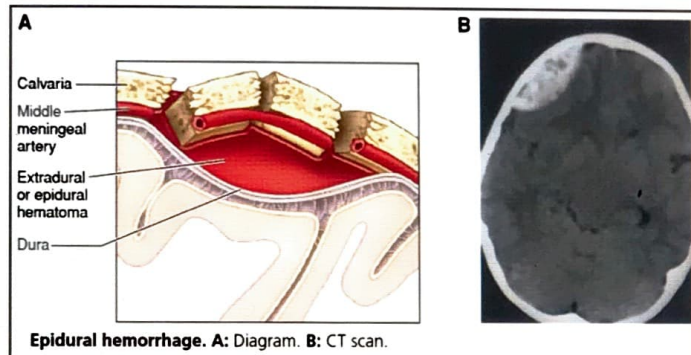 A
B
Calvaria
Middle
meningeal
artery
Extradural
or epidural
hematoma
Dura
Epidural hemorrhage. A: Diagram. B: CT scan.